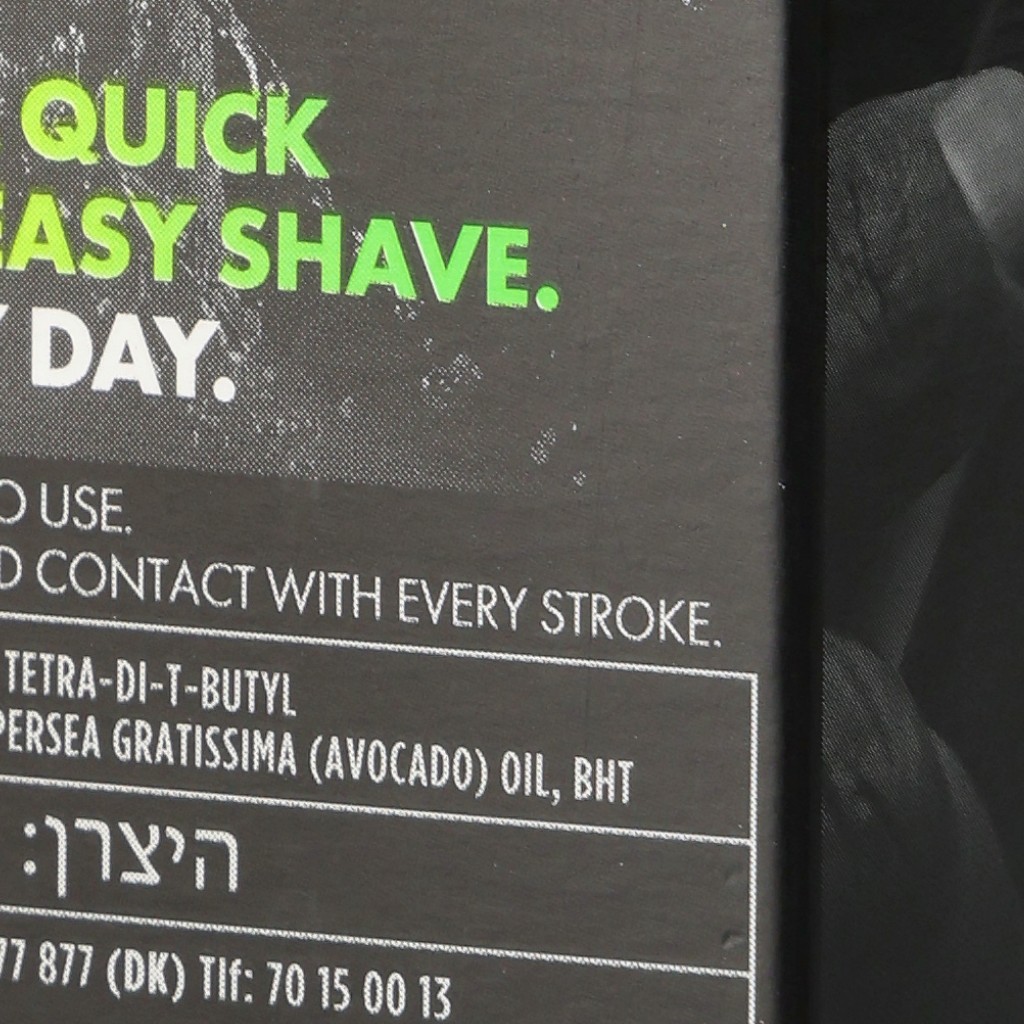 QUICK
EASY SHAVE.
DAY.
USE.
CONTACT WITH EVERY STROKE.
TETRA-DI-T-BUTYL
PERSEA GRATISSIMA (AVOCADO) OIL, BHT
היצרן:
77 877 (DK) Tlf: 70 15 00 13